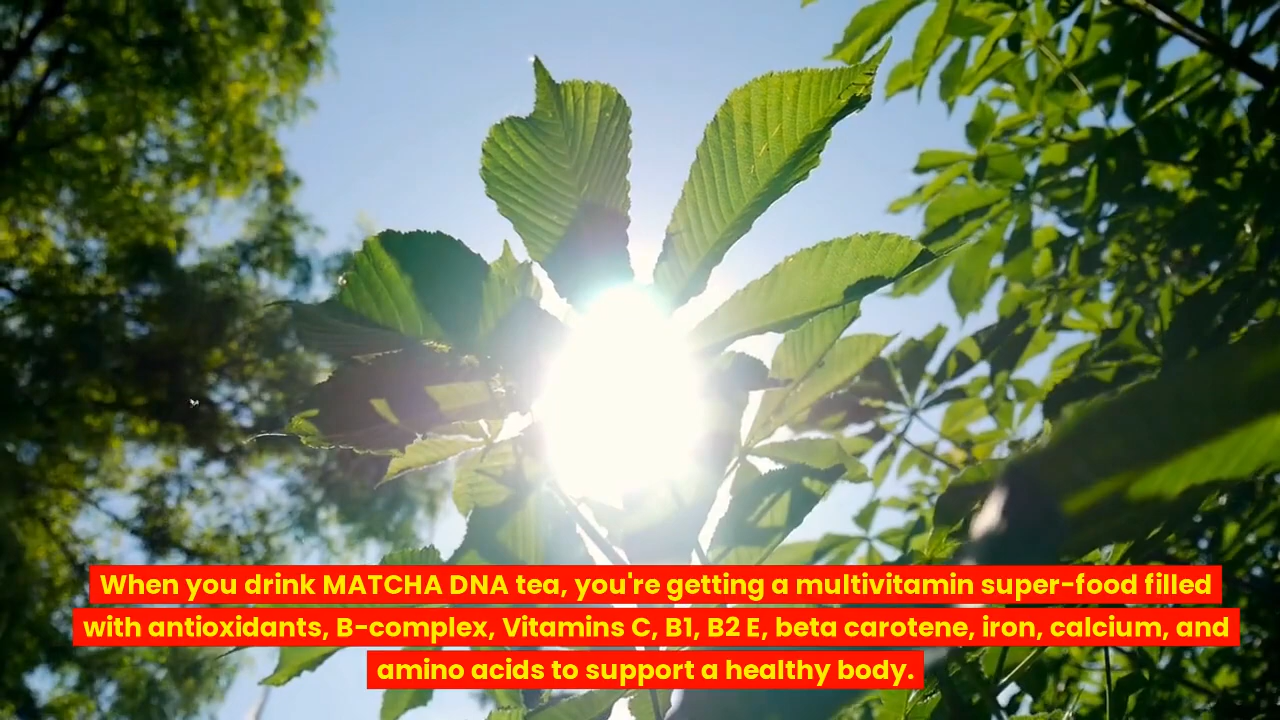 When you drink MATCHA DNA tea, you're getting a multivitamin super-food filled
with antioxidants, B-complex, Vitamins C, B1, B2 E, beta carotene, iron, calcium, and
amino acids to support a healthy body.